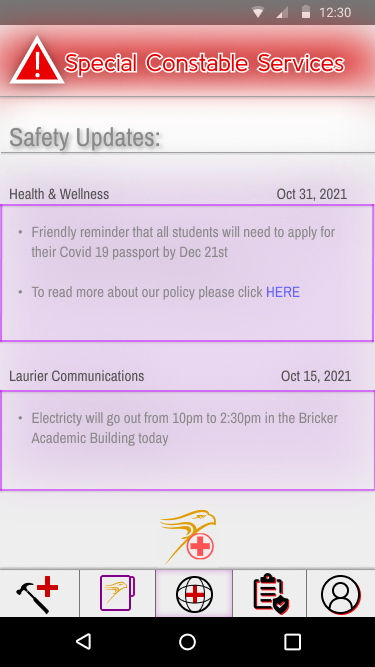 12:30
Special Constable Services
Safety Updates:
Health & Wellness Oct 31, 2021
• Friendly reminder that all students will need to apply for
their Covid 19 passport by Dec 21st
• To read more about our policy please click HERE
Laurier Communications Oct 15, 2021
• Electricty will go out from 10pm to 2:30pm in the Bricker
Academic Building today